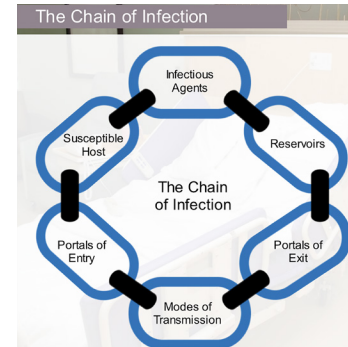 The Chain of Infection
Infectious
Agents
Reservoirs
Portals of
Exit
Modes of
Transmission
Portals of
Entry
Susceptible
Host
The Chain
of Infection